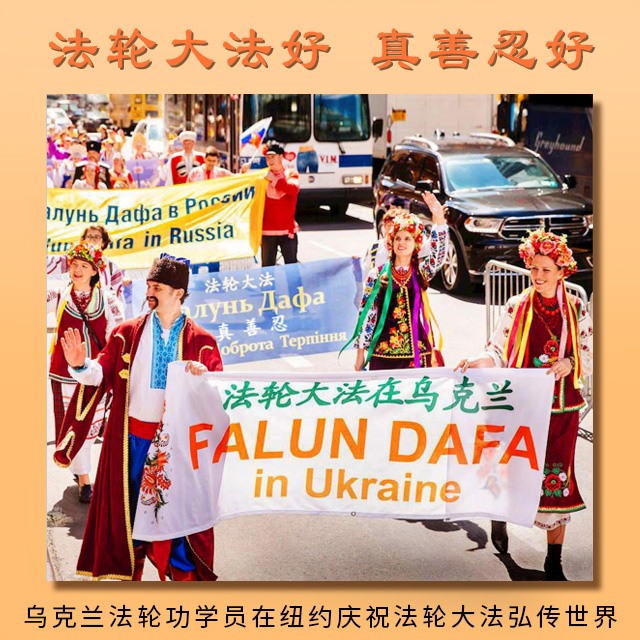 法轮大法好 真善忍好
Greyhound
V.I.M.
алунь Дафа в России
in Russia
法轮大法
алунь Дафа
真 善 忍
оброта Терпіння
法轮大法在乌克兰
FALUN DAFA
in Ukraine
乌克兰法轮功学员在纽约庆祝法轮大法弘传世界